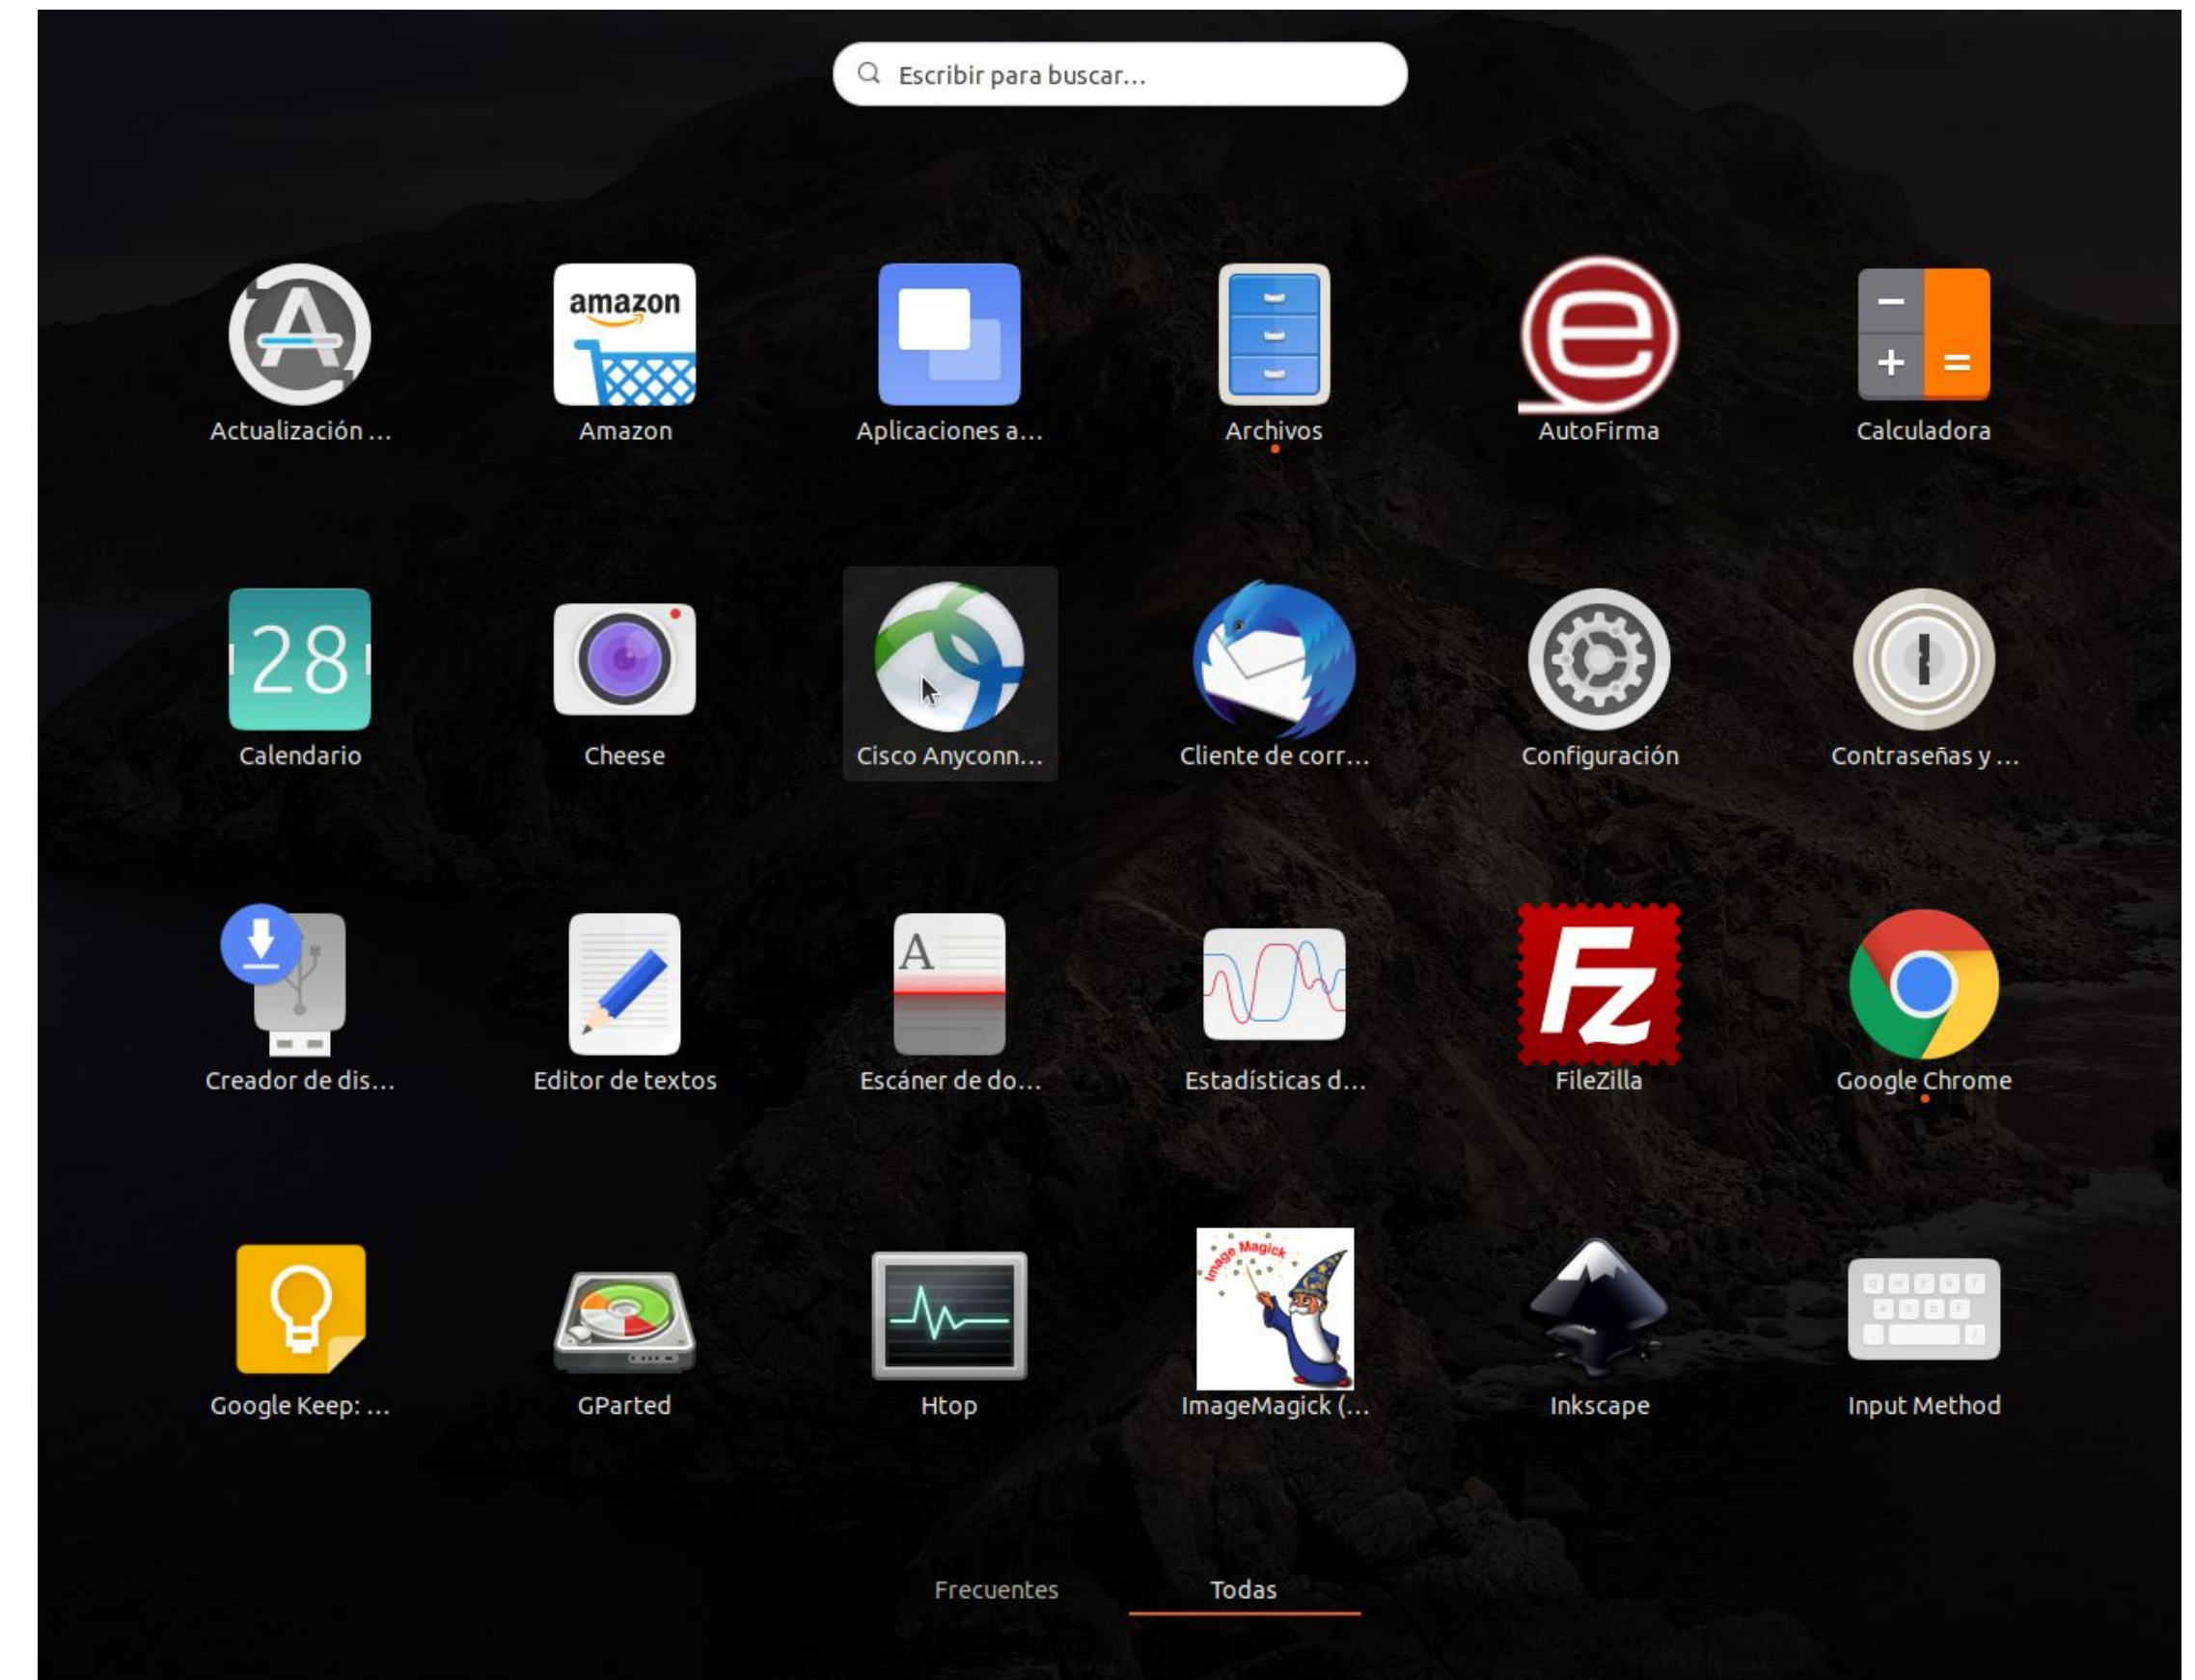 Escribir para buscar...
amazon
Actualización ...
Amazon
Aplicaciones a...
Archivos
AutoFirma
Calculadora
28
Calendario
Cheese
Cisco Anyconn...
Cliente de corr...
Configuración
Contraseñas y ...
A
Creador de dis...
Editor de textos
Escáner de do...
Estadísticas d...
FileZilla
Google Chrome
Image Magick
Google Keep: ...
GParted
Htop
ImageMagick (...
Inkscape
Input Method
Frecuentes
Todas